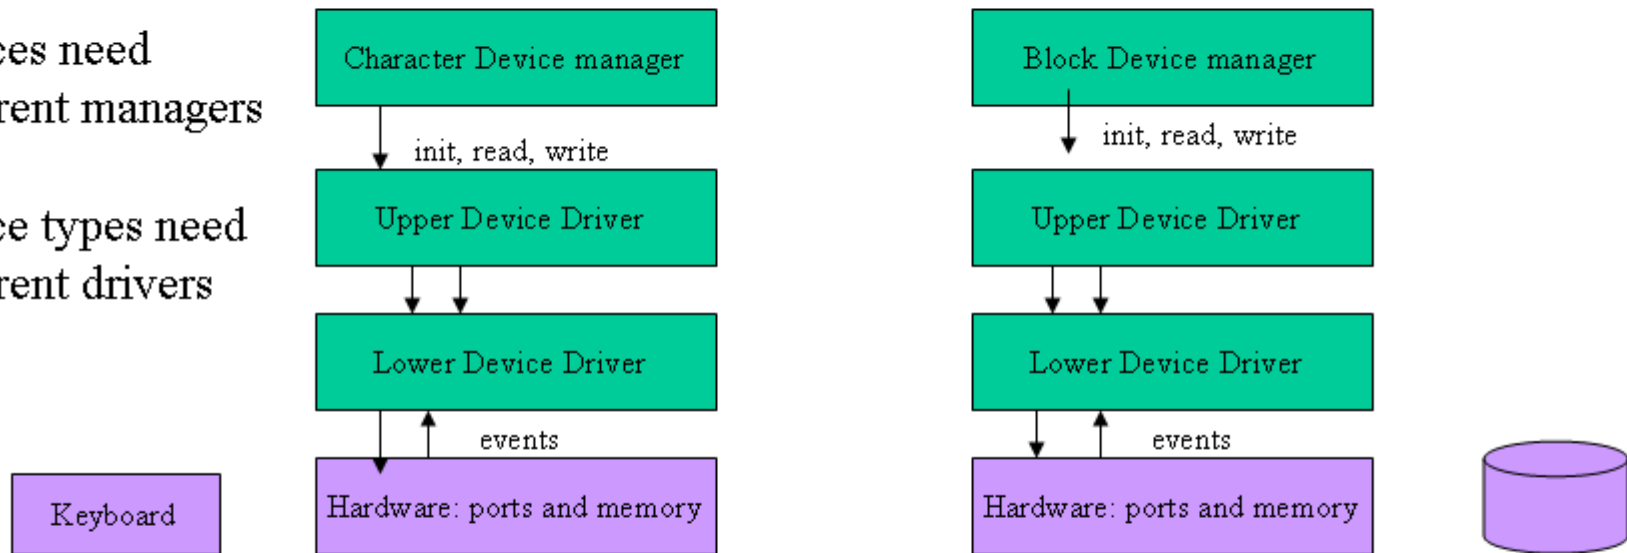 ces need
rent managers
ce types need
rent drivers
Character Device manager
init, read, write
Upper Device Driver
Lower Device Driver
events
Hardware: ports and memory
Keyboard
Block Device manager
init, read, write
Upper Device Driver
Lower Device Driver
events
Hardware: ports and memory